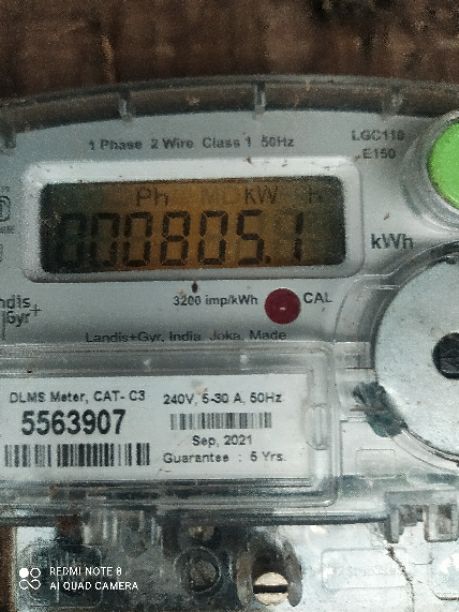 1 Phase 2 Wire Class 1 50Hz
LGC110
E150
Ph kW
000805.1
kWh
3200 imp/kWh CAL
ndis
Gyr+
Landis+Gyr, India Joka, Made
DLMS Meter, CAT- C3
5563907
240V, 5-30 A, 50Hz
Sep, 2021
Guarantee : 5 Yrs.
REDMI NOTE 8
AI QUAD CAMERA